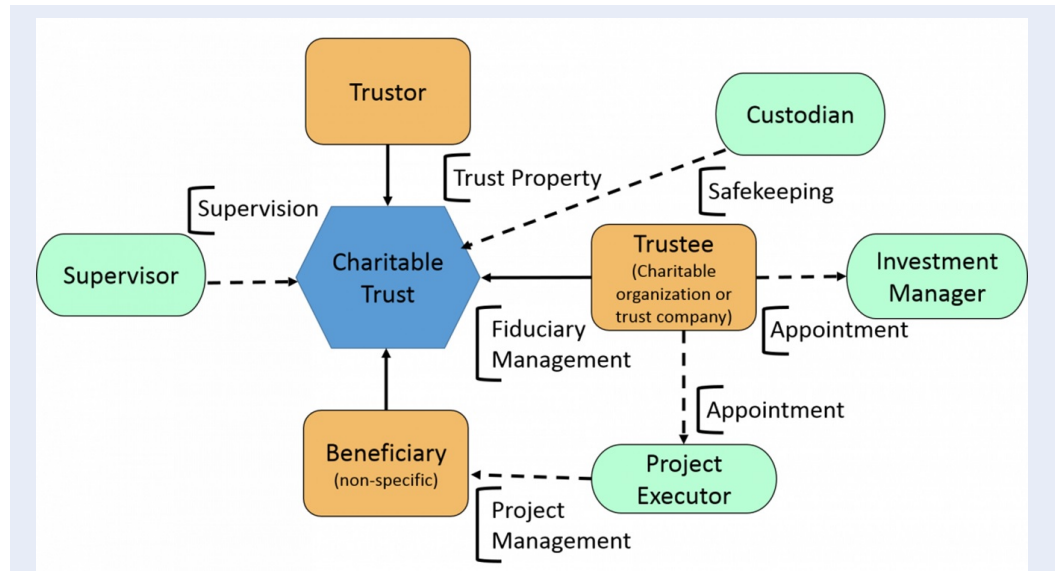 Trustor
Custodian
Trust Property
Safekeeping
Supervision
Supervisor
Charitable
Trust
Trustee
(Charitable
organization or
trust company)
Investment
Manager
Fiduciary
Management
Appointment
Appointment
Beneficiary
(non-specific)
Project
Executor
Project
Management